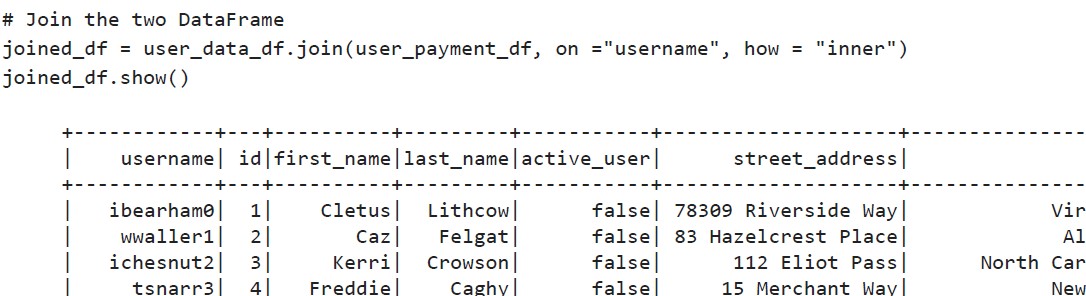 # Join the two DataFrame
joined_df = user_data_df.join(user_payment_df, on ="username", how = "inner")
joined_df.show()
+------------+---+----------+---------+-----------+--------------------+---------------
|    username| id|first_name|last_name|active_user|      street_address|
+------------+---+----------+---------+-----------+--------------------+---------------
|   ibearham0|  1|    Cletus|  Lithcow|      false| 78309 Riverside Way|            Vir
|    wwaller1|  2|       Caz|   Felgat|      false| 83 Hazelcrest Place|             Al
|   ichesnut2|  3|     Kerri|  Crowson|      false|      112 Eliot Pass|      North Car
|     tsnarr3|  4|   Freddie|    Caghy|      false|     15 Merchant Way|            New